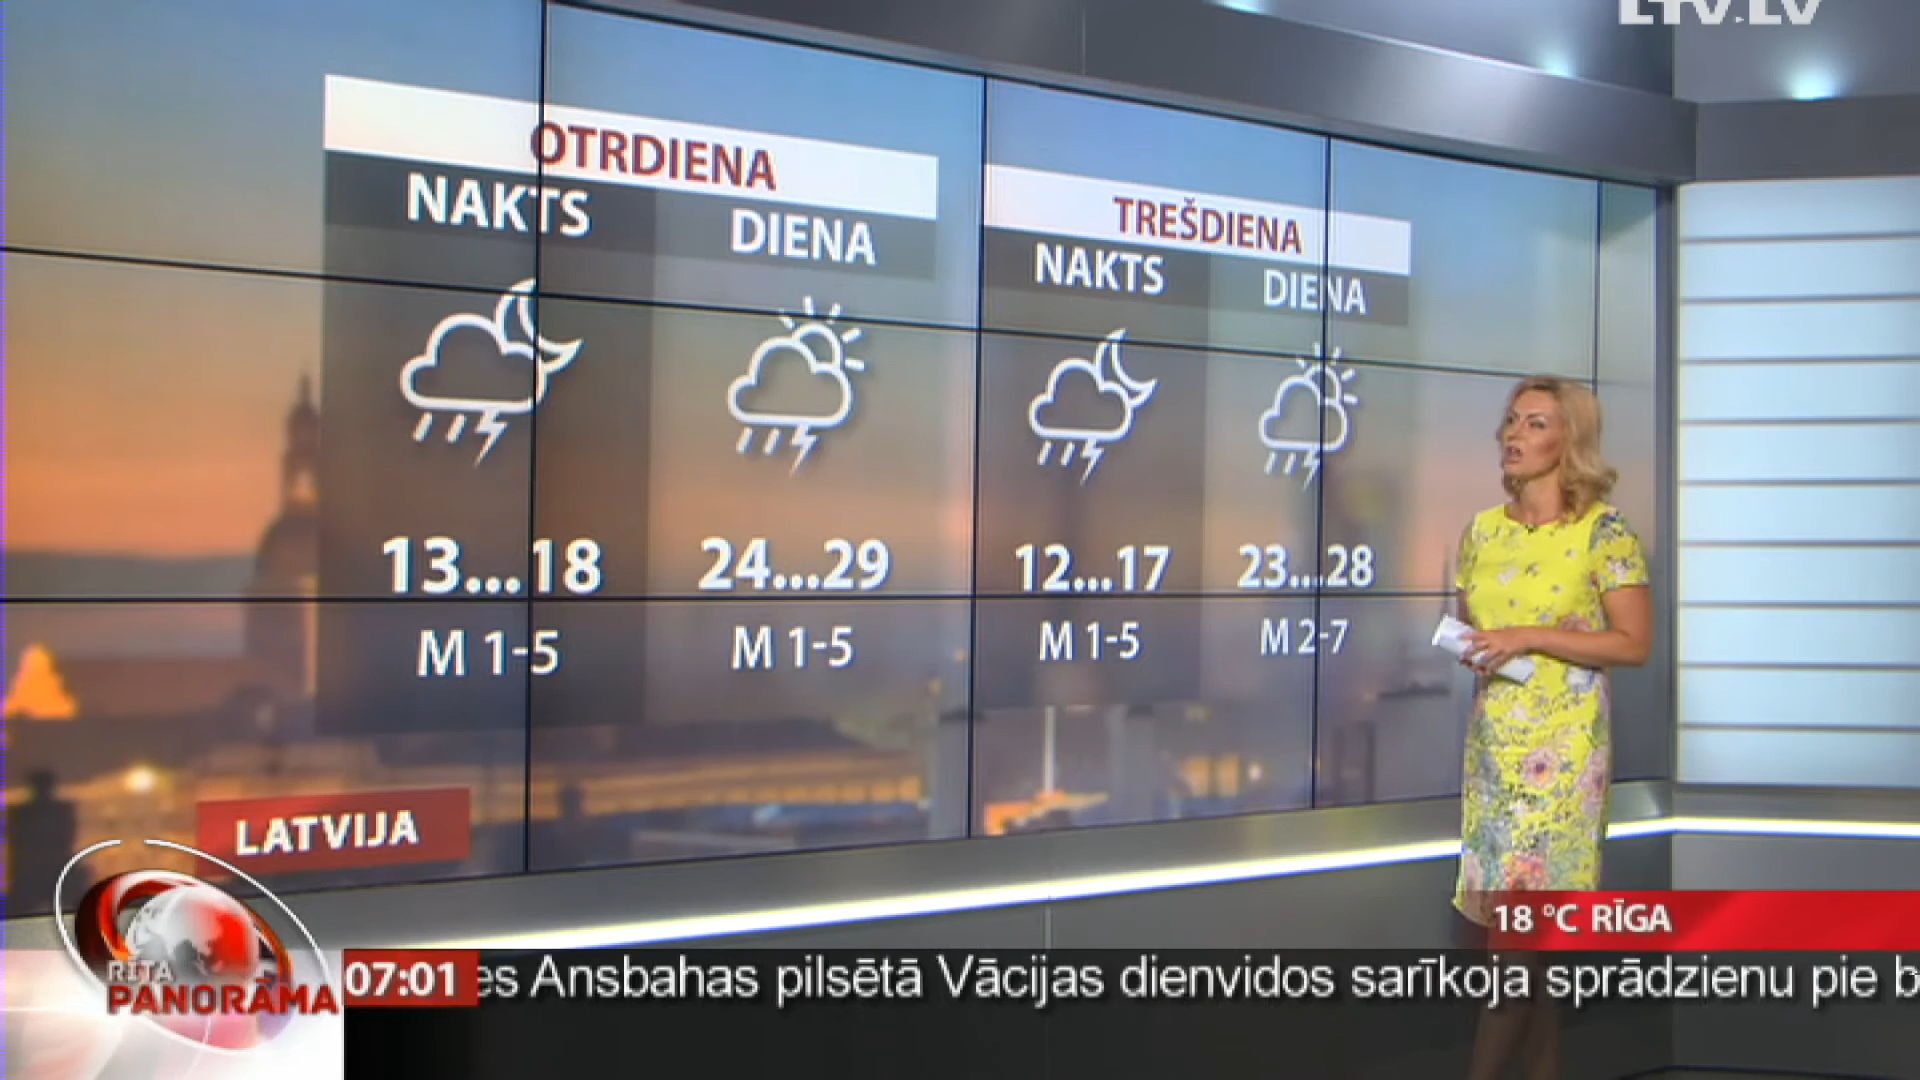 LTV.LV
OTRDIENA
NAKTS DIENA
TREŠDIENA
NAKTS DIENA
13...18 24...29 12...17 23...28
M 1-5 M 1-5 M 1-5 M 2-7
LATVIJA
18 °C RĪGA
RĪTA
PANORĀMA
07:01 es Ansbahas pilsētā Vācijas dienvidos sarīkoja sprādzienu pie b